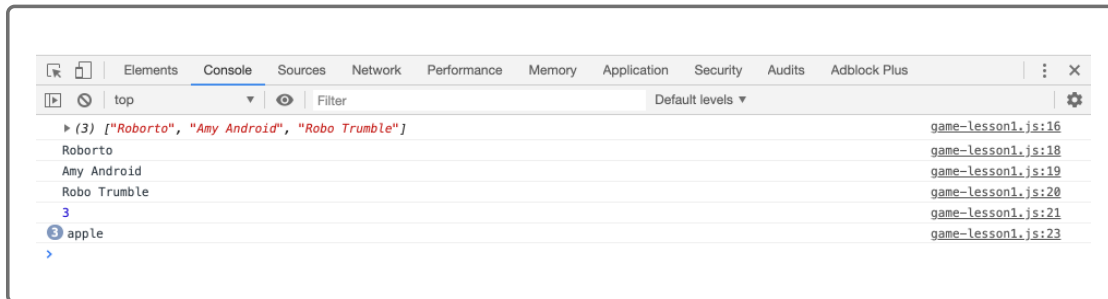 Elements Console Sources Network Performance Memory Application Security Audits Adblock Plus
top Filter Default levels ▼
(3) ["Roborto", "Amy Android", "Robo Trumble"] game-lesson1.js:16
Roborto game-lesson1.js:18
Amy Android game-lesson1.js:19
Robo Trumble game-lesson1.js:20
3 game-lesson1.js:21
3 apple game-lesson1.js:23